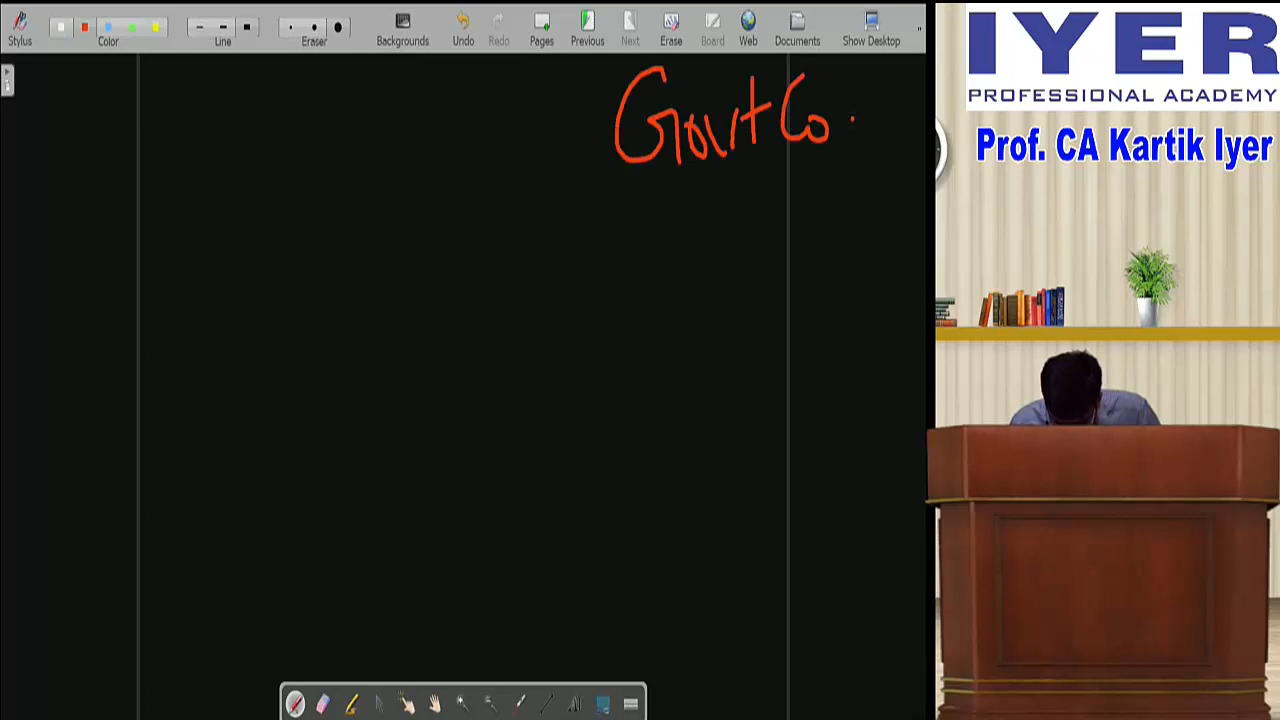 Stylus
Color
Line
Eraser
Backgrounds
Undo
Redo
Pages
Previous
Next
Erase
Board
Web
Documents
Show Desktop
Govt Co.
IYER
PROFESSIONAL ACADEMY
Prof. CA Kartik Iyer